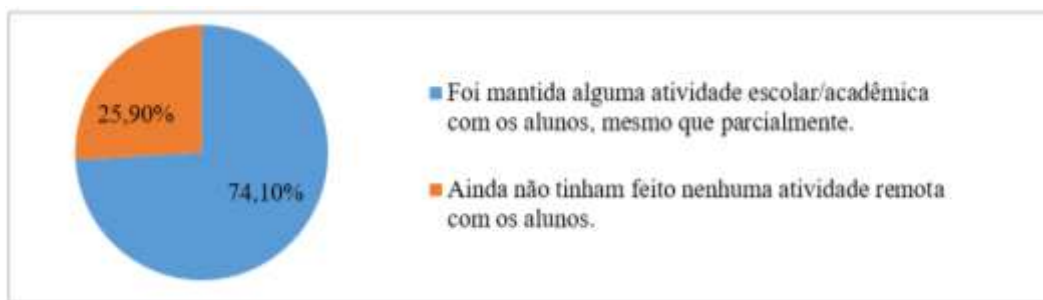 25,90%
74,10%
Foi mantida alguma atividade escolar/acadêmica
com os alunos, mesmo que parcialmente.
Ainda não tinham feito nenhuma atividade remota
com os alunos.